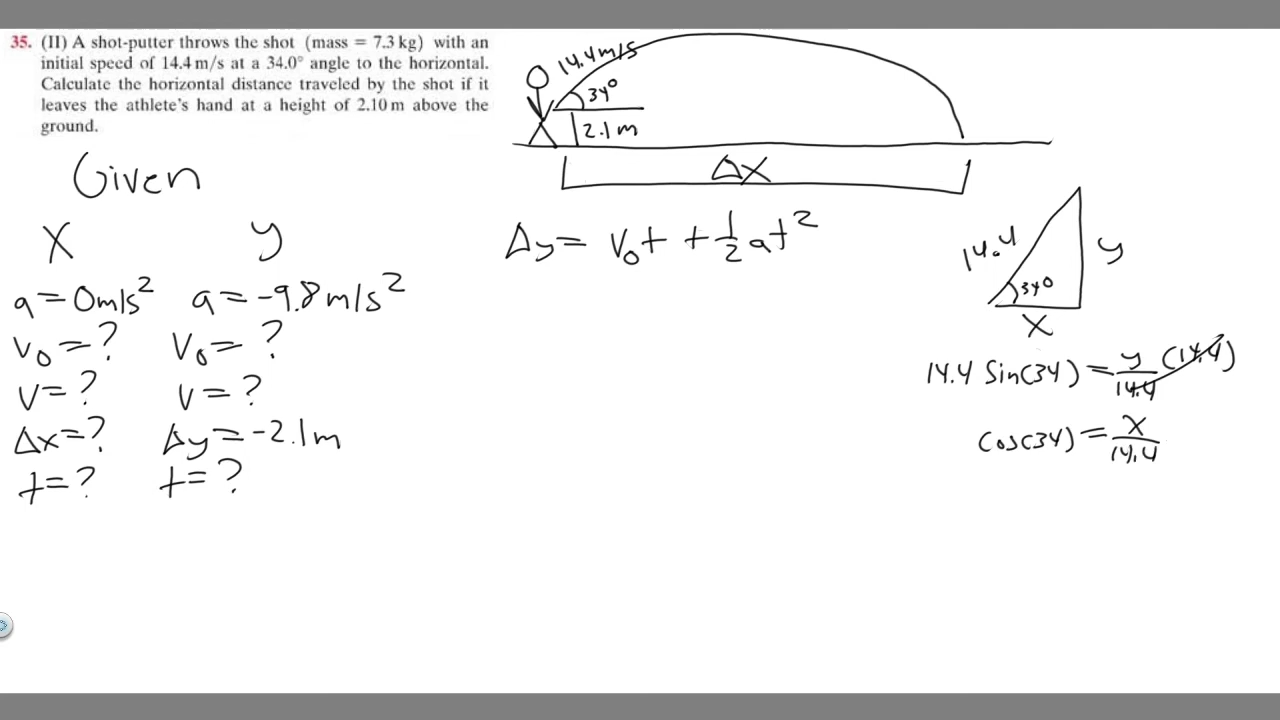 35. (II) A shot-putter throws the shot (mass = 7.3 kg) with an
initial speed of 14.4 m/s at a 34.0° angle to the horizontal.
Calculate the horizontal distance traveled by the shot if it
leaves the athlete's hand at a height of 2.10 m above the
ground.
14.4m/s
34°
2.1m
Δx
Given
x y
a=0m/s² a=-9.8m/s²
v₀=? v₀=?
v=? v=?
Δx=? Δy=-2.1m
t=? t=?
Δy= v₀t + 1/2 at²
14.4
y
34°
x
14.4 Sin(34)=y/14.4 (14.4)
Cos(34)=x/14.4